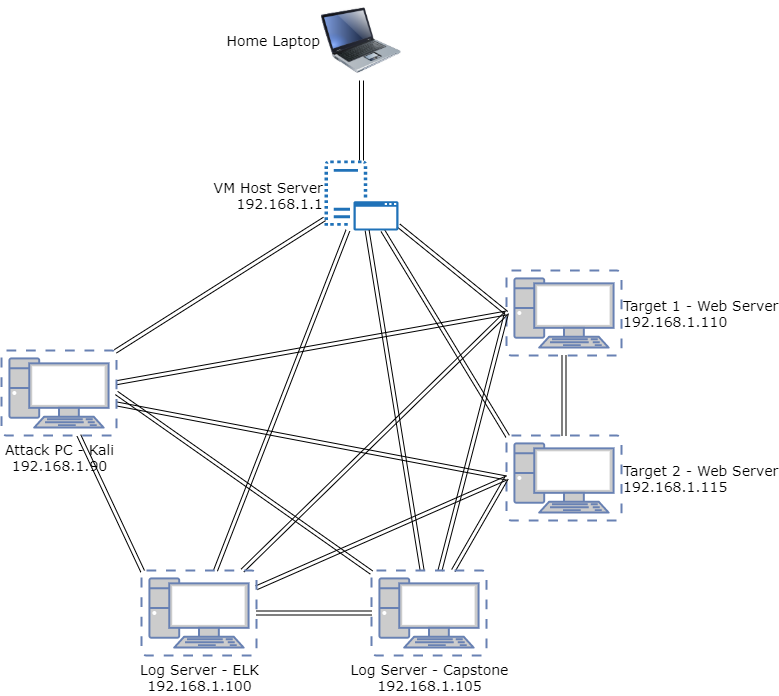 Home Laptop
VM Host Server
192.168.1.1
Target 1 - Web Server
192.168.1.110
Attack PC - Kali
192.168.1.90
Target 2 - Web Server
192.168.1.115
Log Server - ELK
192.168.1.100
Log Server - Capstone
192.168.1.105